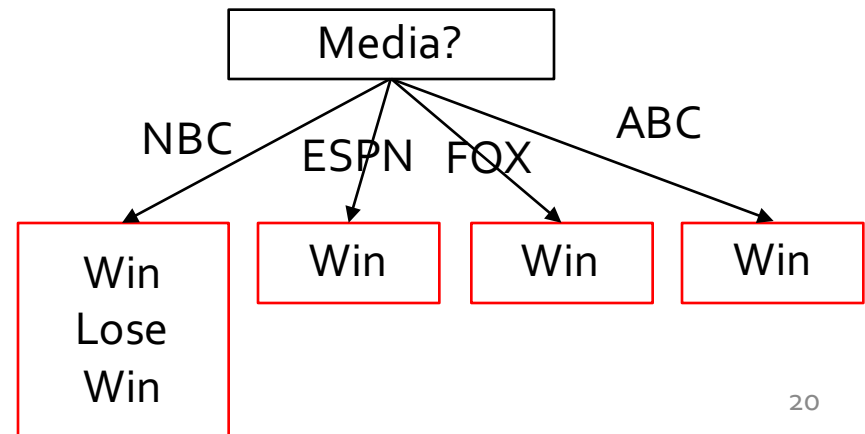 Media?
NBC
ESPN
FOX
ABC
Win
Lose
Win
Win
Win
Win
20